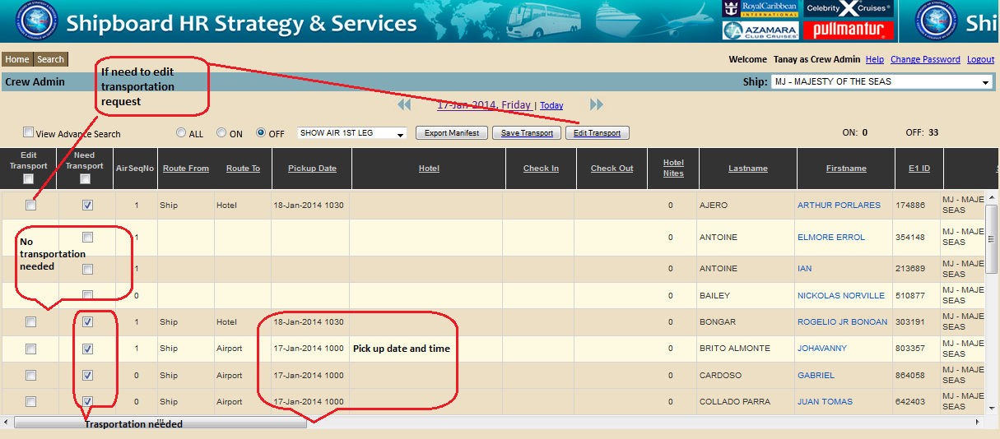 Shipboard HR Strategy & Services
RoyalCaribbean
INTERNATIONAL
Celebrity X Cruises®
AZAMARA
CLUB CRUISES®
pullmantur
Shi
Home Search
Welcome Tanay as Crew Admin Help Change Password Logout
Crew Admin
Ship: MJ - MAJESTY OF THE SEAS
If need to edit
transportation
request
17-Jan-2014, Friday | Today
View Advance Search ALL ON OFF SHOW AIR 1ST LEG Export Manifest Save Transport Edit Transport ON: 0 OFF: 33
Edit Transport Need Transport AirSeqNo Route From Route To Pickup Date Hotel Check In Check Out Hotel Nites Lastname Firstname E1 ID S
1 Ship Hotel 18-Jan-2014 1030 0 AJERO ARTHUR PORLARES 174886 MJ - MAJE
SEAS
1 0 ANTOINE ELMORE ERROL 354148 MJ - MAJE
SEAS
No
transportation
needed
1 0 ANTOINE IAN 213689 MJ - MAJE
SEAS
0 0 BAILEY NICKOLAS NORVILLE 510877 MJ - MAJE
SEAS
1 Ship Hotel 18-Jan-2014 1030 0 BONGAR ROGELIO JR BONOAN 303191 MJ - MAJE
SEAS
1 Ship Airport 17-Jan-2014 1000 Pick up date and time 0 BRITO ALMONTE JOHAVANNY 803357 MJ - MAJE
SEAS
0 Ship Airport 17-Jan-2014 1000 0 CARDOSO GABRIEL 864058 MJ - MAJE
SEAS
0 Ship Airport 17-Jan-2014 1000 0 COLLADO PARRA JUAN TOMAS 642403 MJ - MAJE
SEAS
Trasportation needed